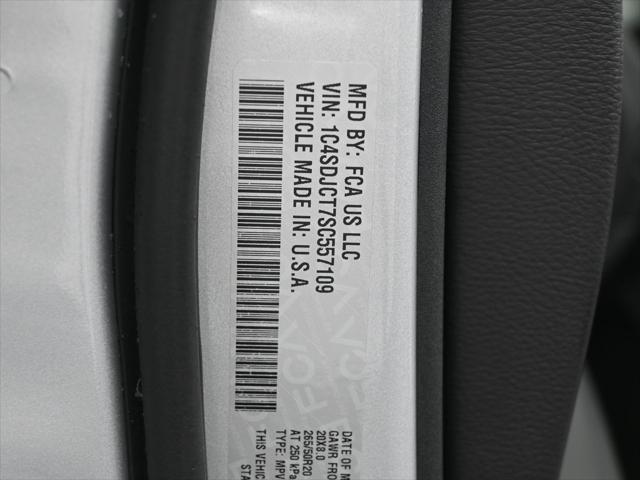 MFD BY: FCA US LLC
VIN: 1C4SDJCT7SC557109
VEHICLE MADE IN: U.S.A.
DATE OF M
GAWR FRO
20X8.0
265/50R20
AT 250 kPa
TYPE: MPV
THIS VEHIC
STA